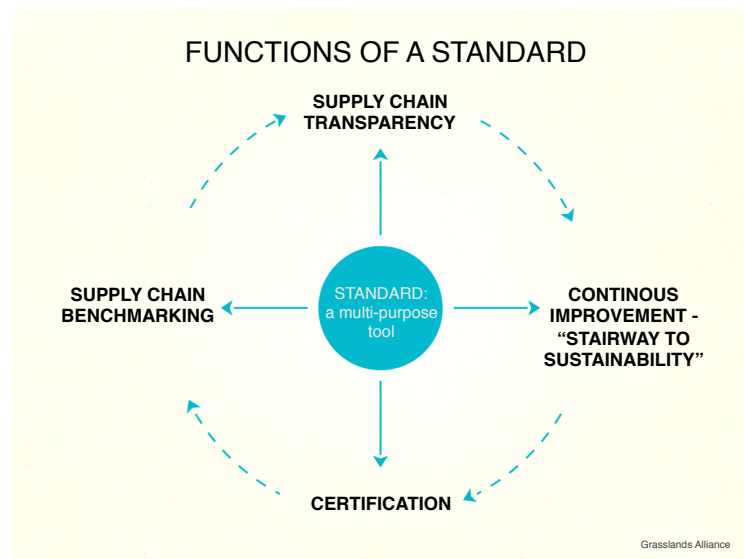 FUNCTIONS OF A STANDARD
SUPPLY CHAIN
TRANSPARENCY
SUPPLY CHAIN
BENCHMARKING
STANDARD:
a multi-purpose
tool
CONTINOUS
IMPROVEMENT -
“STAIRWAY TO
SUSTAINABILITY”
CERTIFICATION
Grasslands Alliance